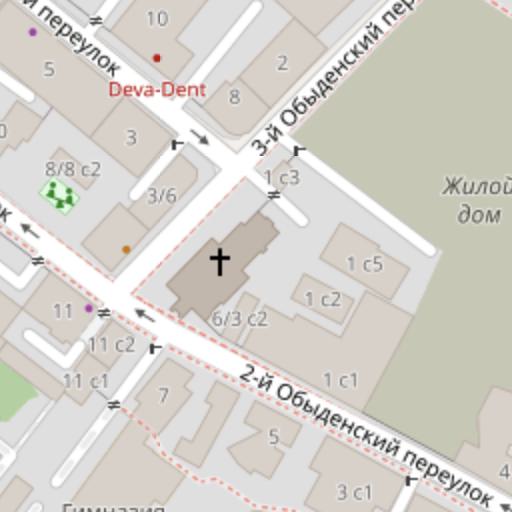 й переулок
10
5
2
Deva-Dent
8
3-й Обыденский пер
3
8/8 с2
1 с3
3/6
Жилой
дом
1 с5
1 с2
11
6/3 с2
11 с2
11 с1
7
2-й Обыденский переулок
1 с1
5
4
3 с1
Гимназия